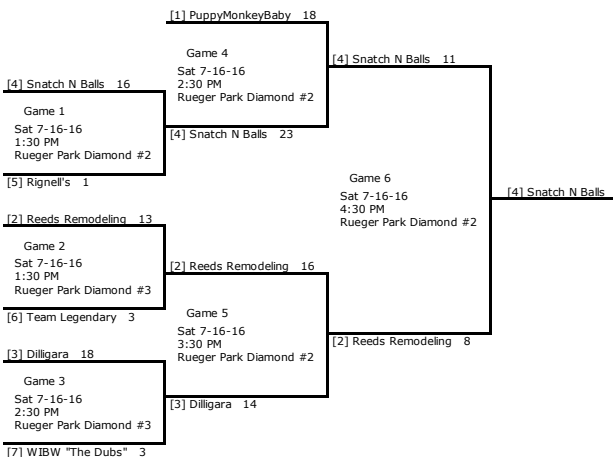 [1] PuppyMonkeyBaby 18
Game 4
Sat 7-16-16
2:30 PM
Rueger Park Diamond #2
[4] Snatch N Balls 11
[4] Snatch N Balls 16
Game 1
Sat 7-16-16
1:30 PM
Rueger Park Diamond #2
[4] Snatch N Balls 23
[5] Rignell's 1
Game 6
Sat 7-16-16
4:30 PM
Rueger Park Diamond #2
[4] Snatch N Balls
[2] Reeds Remodeling 13
Game 2
Sat 7-16-16
1:30 PM
Rueger Park Diamond #3
[2] Reeds Remodeling 16
[6] Team Legendary 3
Game 5
Sat 7-16-16
3:30 PM
Rueger Park Diamond #2
[2] Reeds Remodeling 8
[3] Dilligara 18
Game 3
Sat 7-16-16
2:30 PM
Rueger Park Diamond #3
[3] Dilligara 14
[7] WIBW "The Dubs" 3